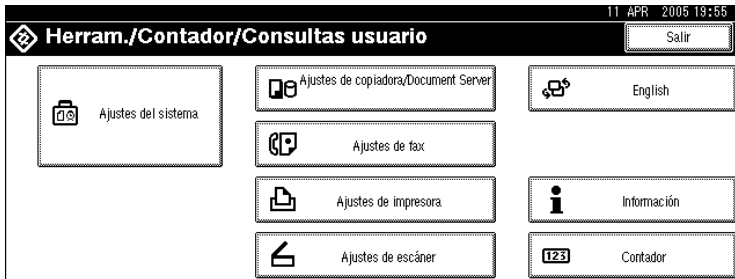 11 APR 2005 19:55
Herram./Contador/Consultas usuario
Salir
Ajustes del sistema
Ajustes de copiadora/Document Server
English
Ajustes de fax
Ajustes de impresora
Información
Ajustes de escáner
123
Contador